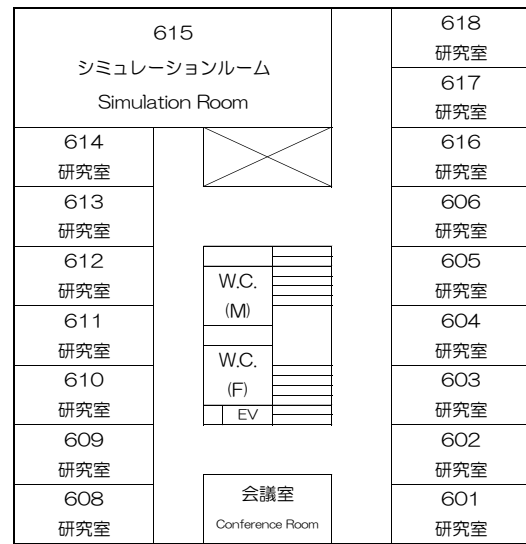 615
シミュレーションルーム
Simulation Room
618
研究室
617
研究室
614
研究室
616
研究室
613
研究室
606
研究室
612
研究室
W.C.
(M)
605
研究室
611
研究室
604
研究室
610
研究室
W.C.
(F)
EV
603
研究室
609
研究室
602
研究室
608
研究室
会議室
Conference Room
601
研究室